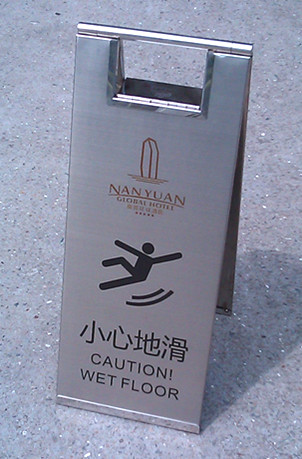 NAN·YUAN
GLOBAL HOTEL
★★★★★
小心地滑
CAUTION!
WET FLOOR